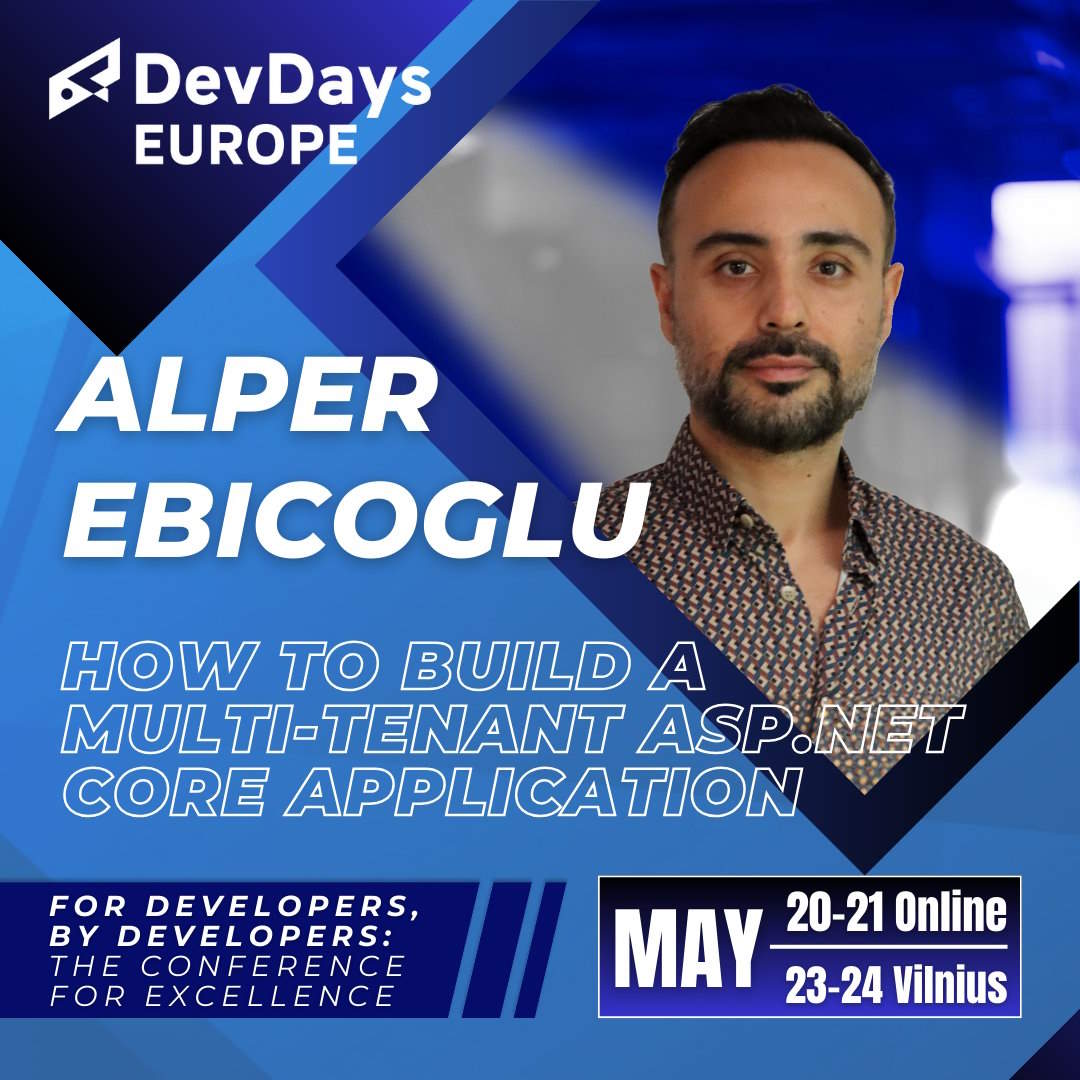 DevDays
EUROPE
ALPER
EBICOGLU
HOW TO BUILD A
MULTI-TENANT ASP.NET
CORE APPLICATION
FOR DEVELOPERS,
BY DEVELOPERS:
THE CONFERENCE
FOR EXCELLENCE
MAY
20-21 Online
23-24 Vilnius